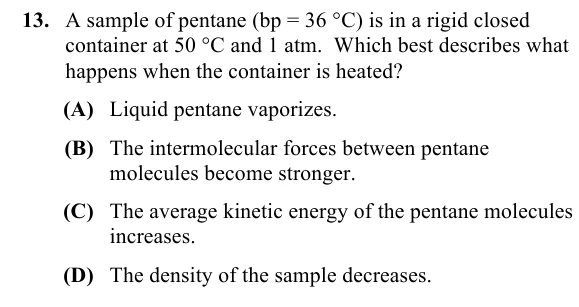 13. A sample of pentane (bp = 36 °C) is in a rigid closed
container at 50 °C and 1 atm. Which best describes what
happens when the container is heated?
(A) Liquid pentane vaporizes.
(B) The intermolecular forces between pentane
molecules become stronger.
(C) The average kinetic energy of the pentane molecules
increases.
(D) The density of the sample decreases.